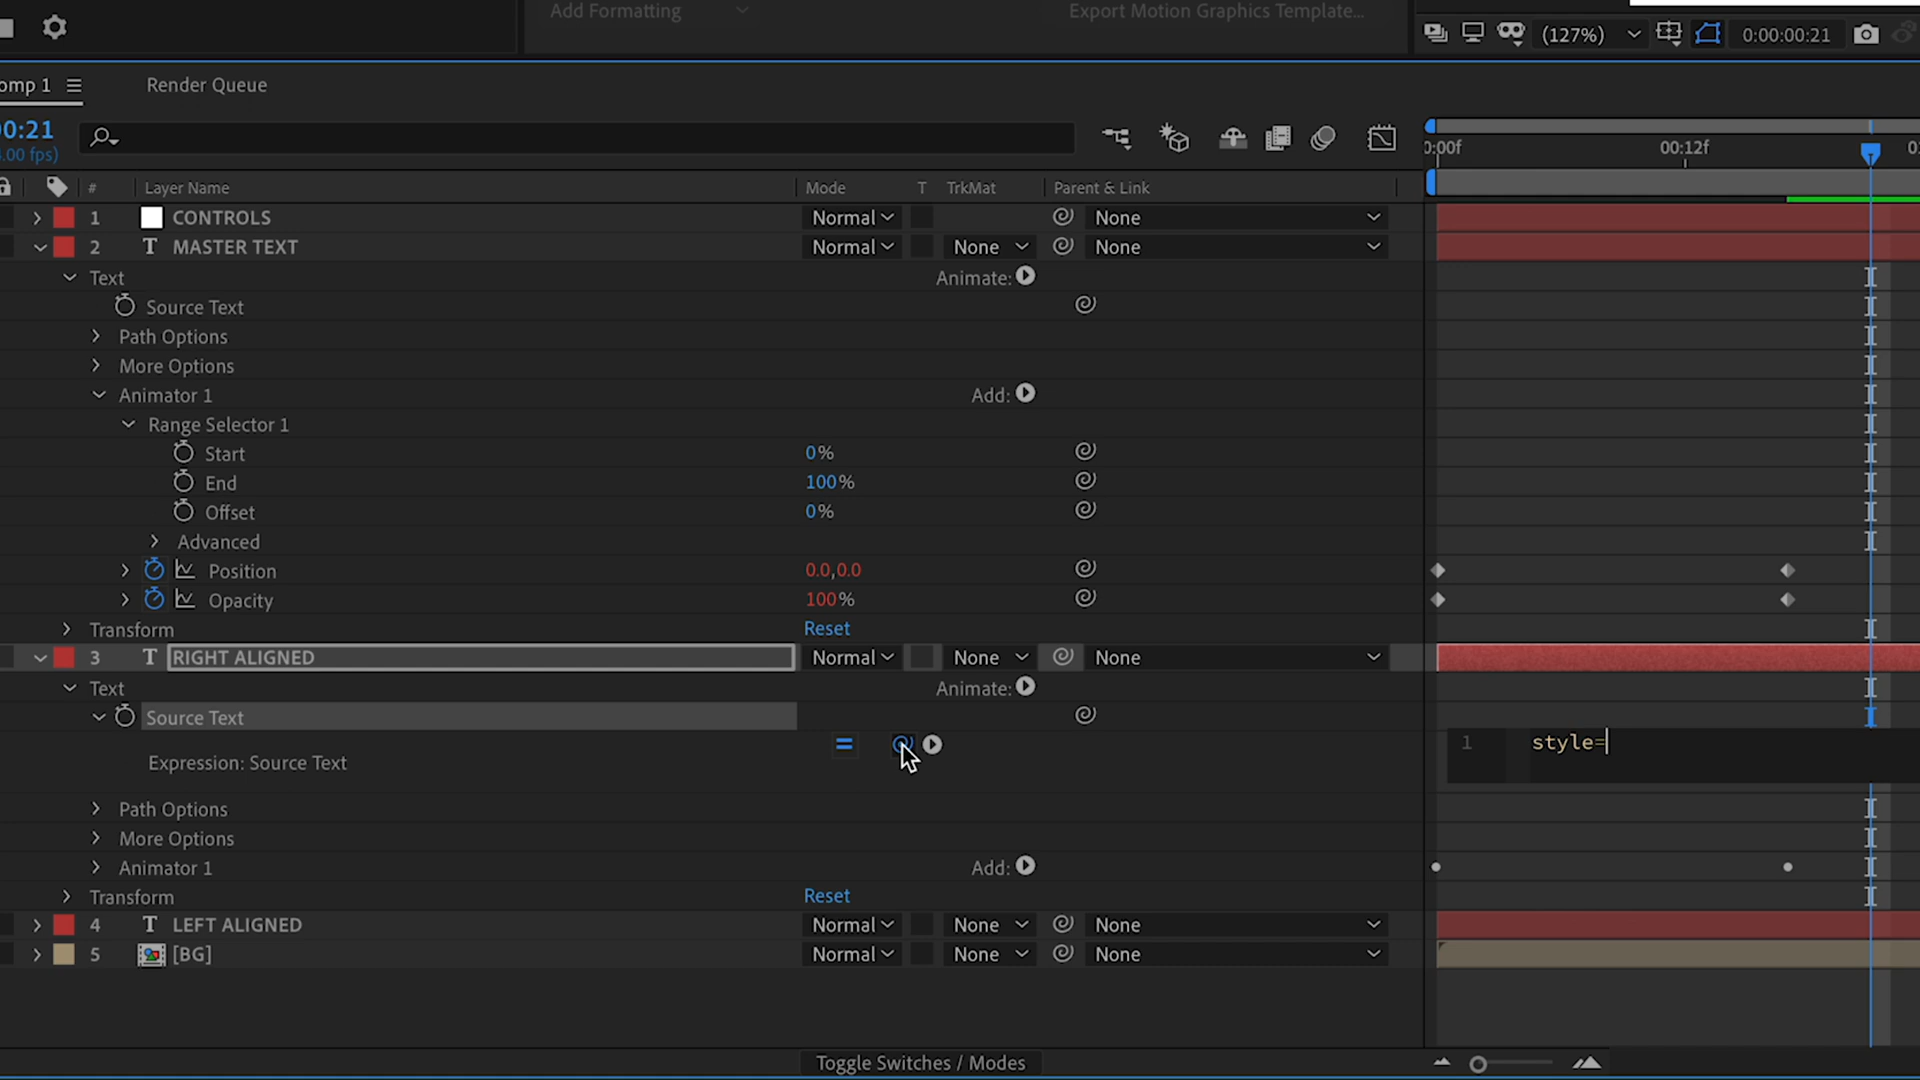 Add Formatting Export Motion Graphics Template...
(127%) 0:00:00:21
omp 1 Render Queue
00:21
.00 fps)
0:00f 00:12f
# Layer Name Mode T TrkMat Parent & Link
1 CONTROLS Normal None
2 T MASTER TEXT Normal None None
Text Animate:
Source Text
Path Options
More Options
Animator 1 Add:
Range Selector 1
Start 0%
End 100%
Offset 0%
Advanced
Position 0.0,0.0
Opacity 100%
Transform Reset
3 T RIGHT ALIGNED Normal None None
Text Animate:
Source Text
1 style=
Expression: Source Text
Path Options
More Options
Animator 1 Add:
Transform Reset
4 T LEFT ALIGNED Normal None None
5 [BG] Normal None None
Toggle Switches / Modes